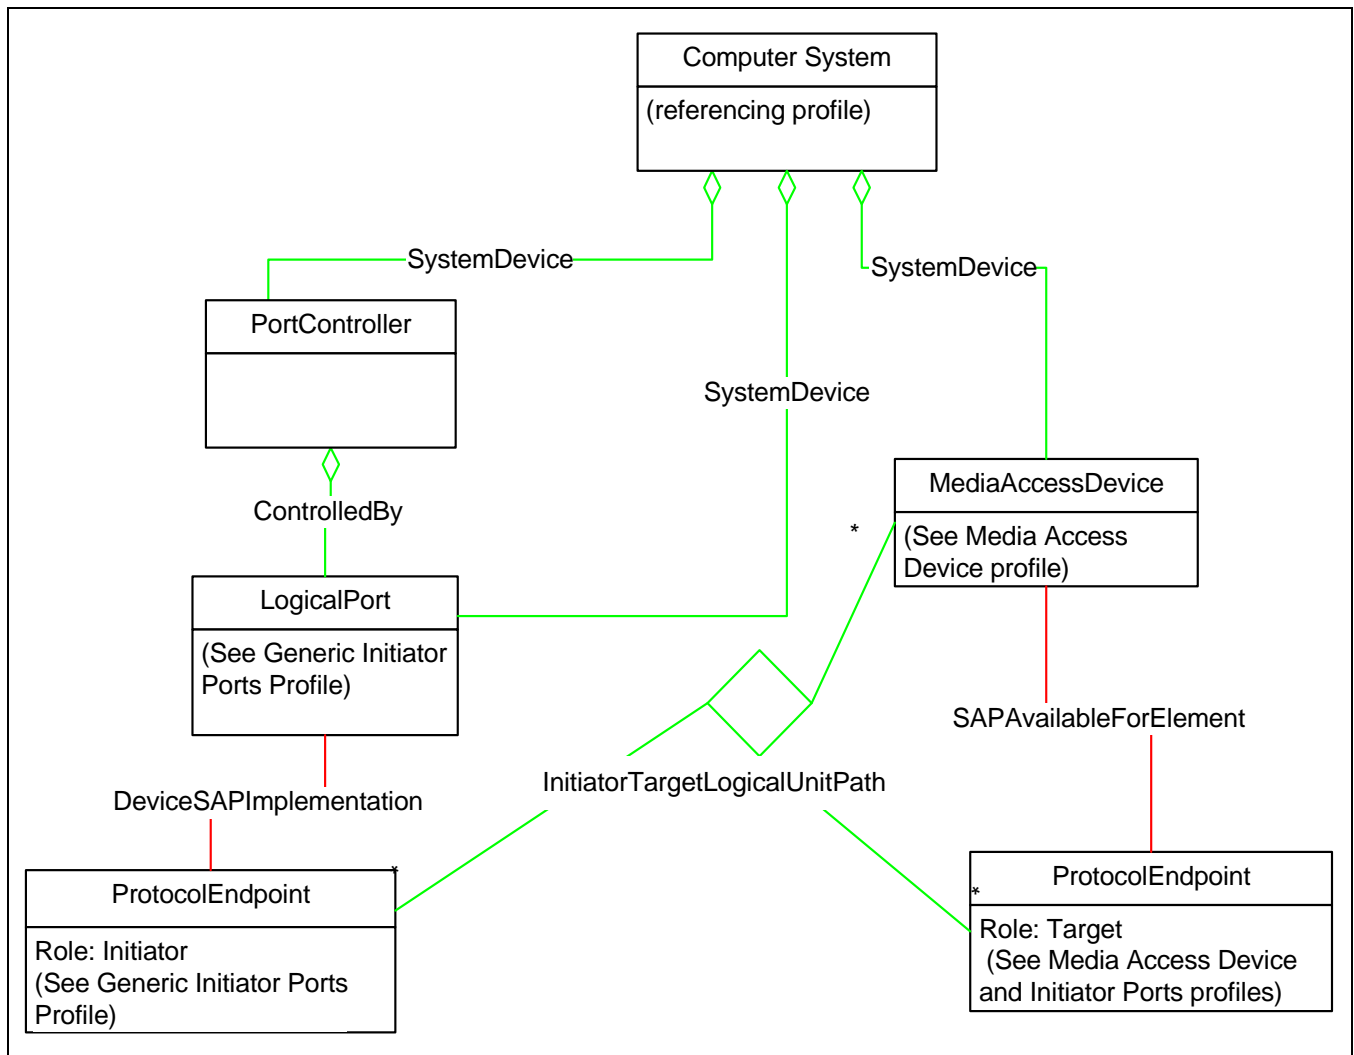 Computer System
(referencing profile)
SystemDevice
SystemDevice
PortController
SystemDevice
ControlledBy
MediaAccessDevice
*
(See Media Access
Device profile)
LogicalPort
(See Generic Initiator
Ports Profile)
SAPAvailableForElement
InitiatorTargetLogicalUnitPath
DeviceSAPImplementation
*
ProtocolEndpoint
Role: Initiator
(See Generic Initiator Ports
Profile)
*
ProtocolEndpoint
Role: Target
(See Media Access Device
and Initiator Ports profiles)